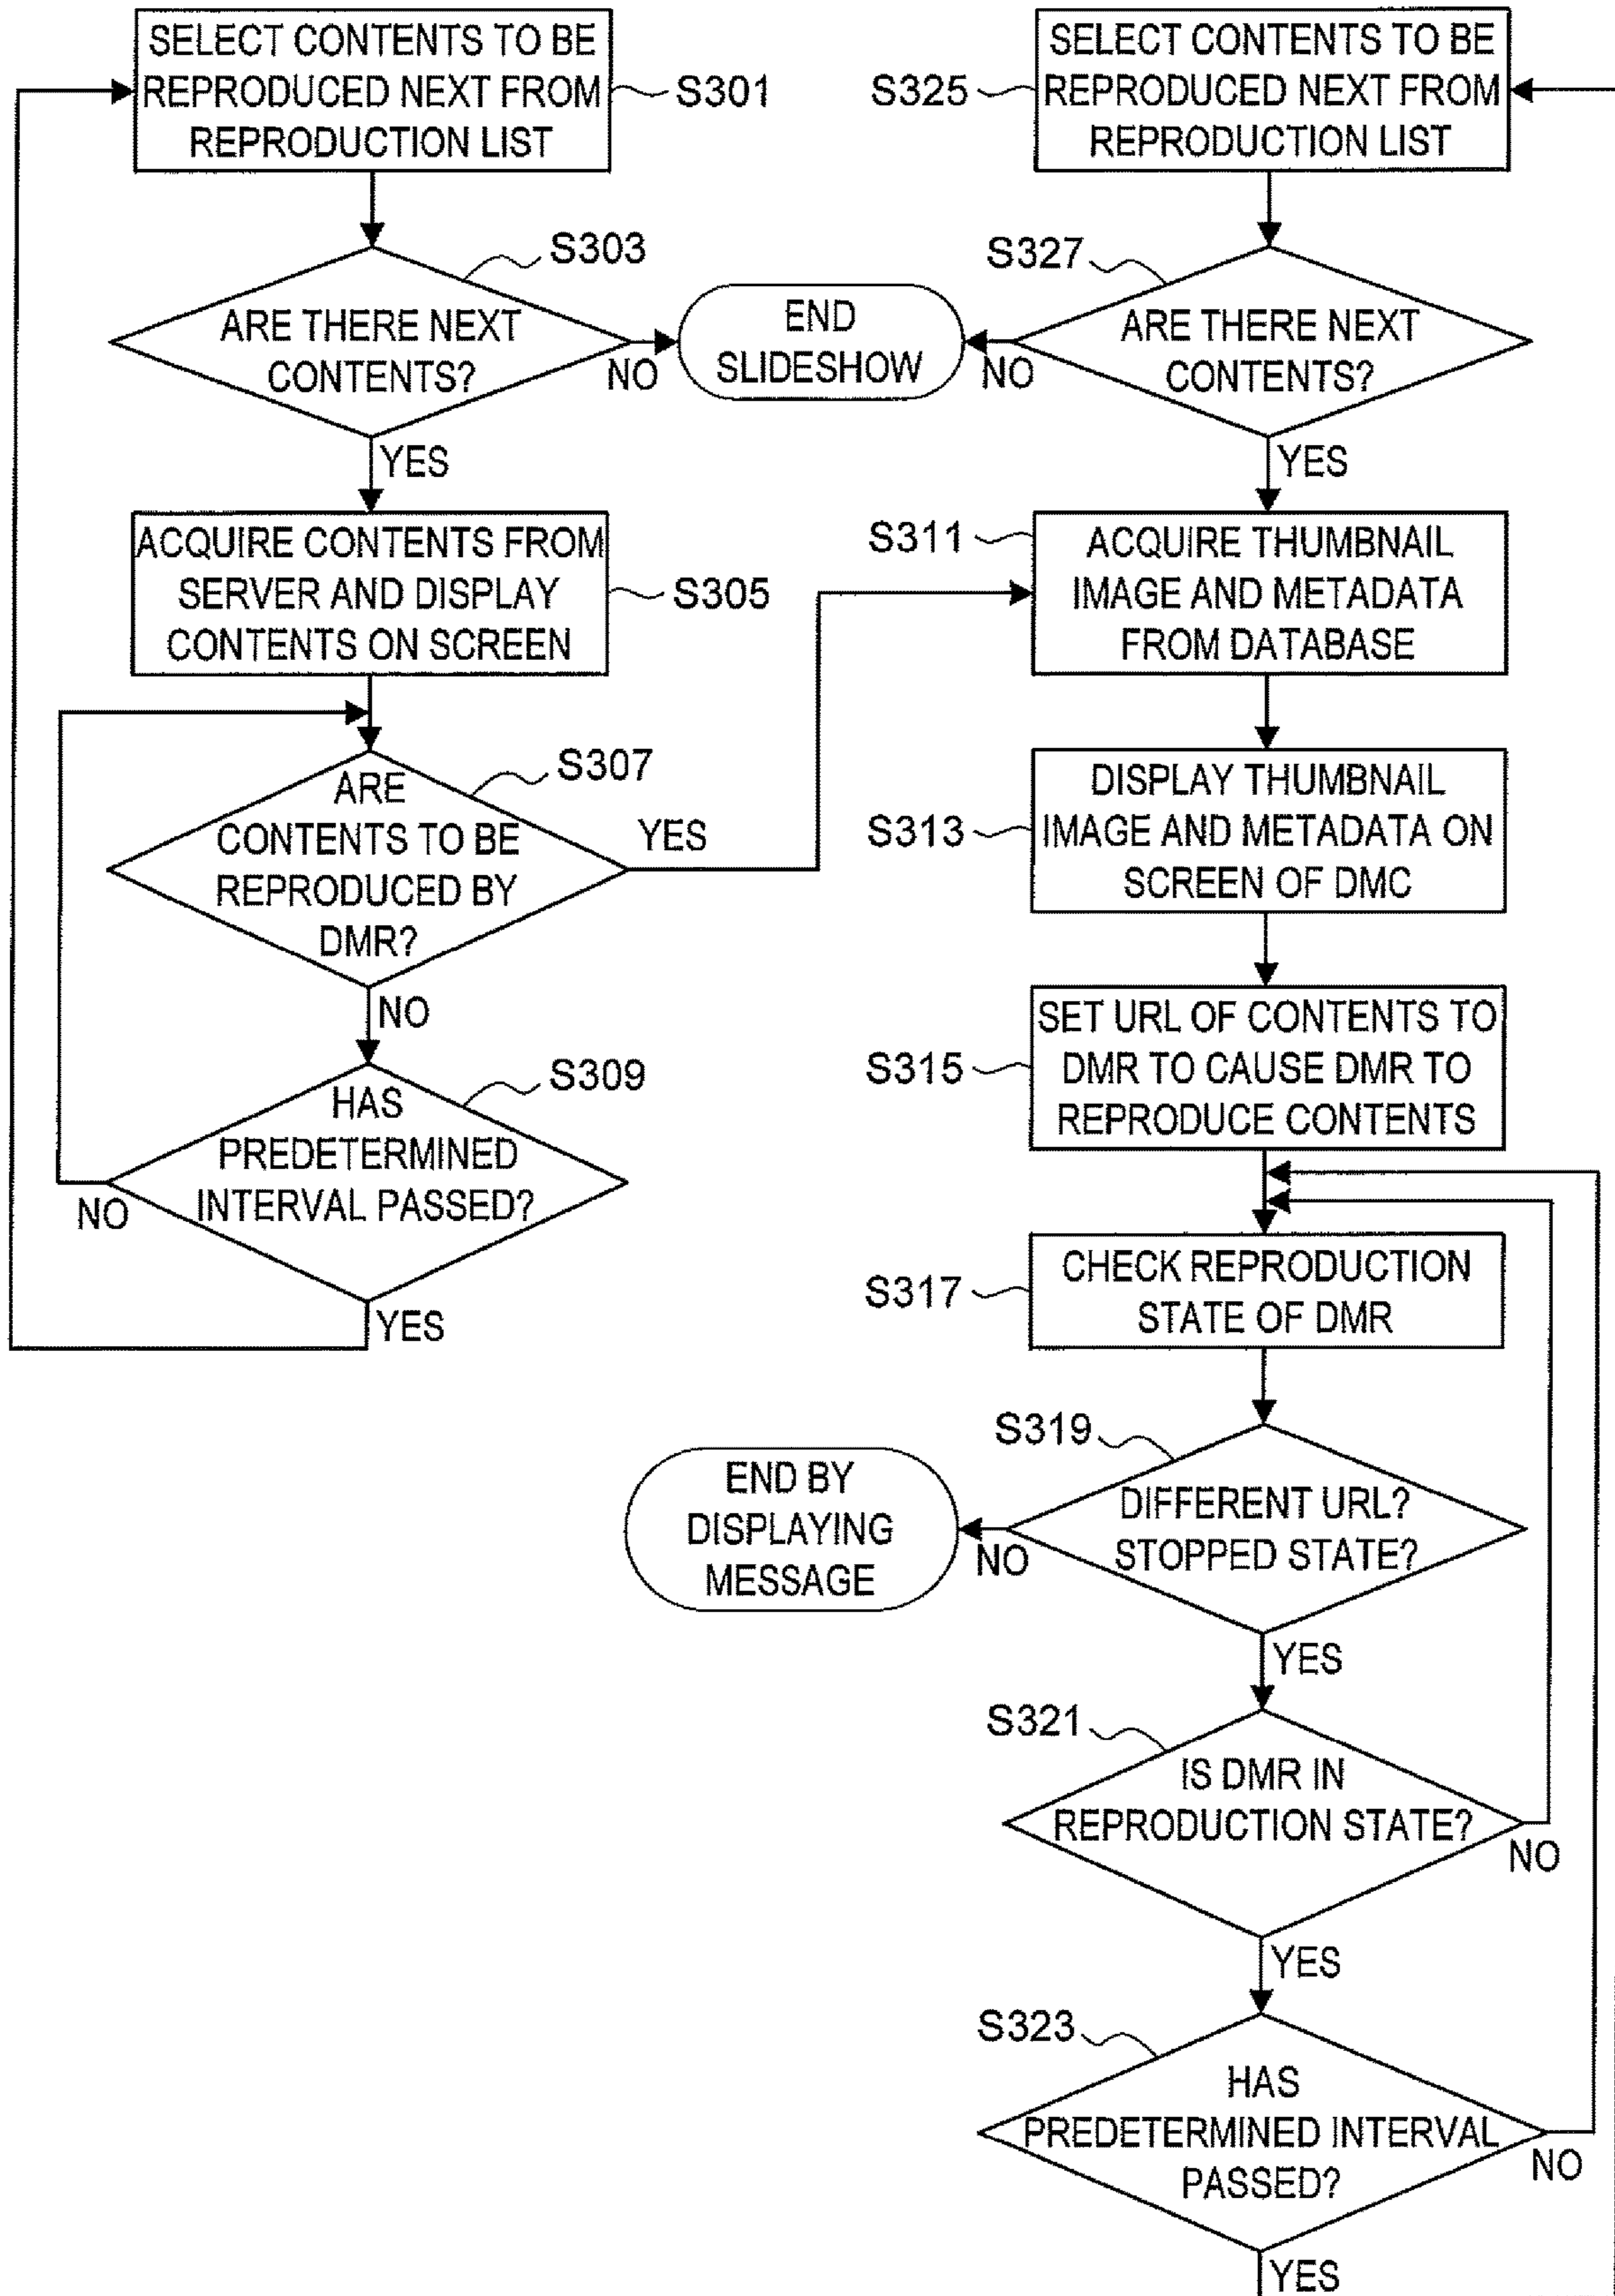 SELECT CONTENTS TO BE
REPRODUCED NEXT FROM
REPRODUCTION LIST
S301
ARE THERE NEXT
CONTENTS?
S303
NO
YES
END
SLIDESHOW
ACQUIRE CONTENTS FROM
SERVER AND DISPLAY
CONTENTS ON SCREEN
S305
ARE
CONTENTS TO BE
REPRODUCED BY
DMR?
S307
YES
NO
HAS
PREDETERMINED
INTERVAL PASSED?
S309
NO
YES
S325
SELECT CONTENTS TO BE
REPRODUCED NEXT FROM
REPRODUCTION LIST
S327
ARE THERE NEXT
CONTENTS?
NO
YES
S311
ACQUIRE THUMBNAIL
IMAGE AND METADATA
FROM DATABASE
S313
DISPLAY THUMBNAIL
IMAGE AND METADATA ON
SCREEN OF DMC
S315
SET URL OF CONTENTS TO
DMR TO CAUSE DMR TO
REPRODUCE CONTENTS
S317
CHECK REPRODUCTION
STATE OF DMR
S319
DIFFERENT URL?
STOPPED STATE?
NO
YES
END BY
DISPLAYING
MESSAGE
S321
IS DMR IN
REPRODUCTION STATE?
NO
YES
S323
HAS
PREDETERMINED INTERVAL
PASSED?
NO
YES